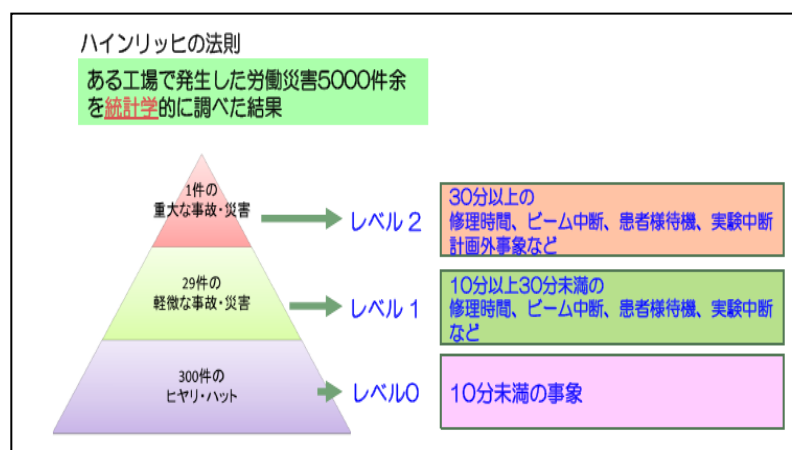 ハインリッヒの法則
ある工場で発生した労働災害5000件余
を統計学的に調べた結果
1件の
重大な事故・災害
レベル2
30分以上の
修理時間、ビーム中断、患者様待機、実験中断
計画外事象など
29件の
軽微な事故・災害
レベル1
10分以上30分未満の
修理時間、ビーム中断、患者様待機、実験中断
など
300件の
ヒヤリ・ハット
レベル0
10分未満の事象